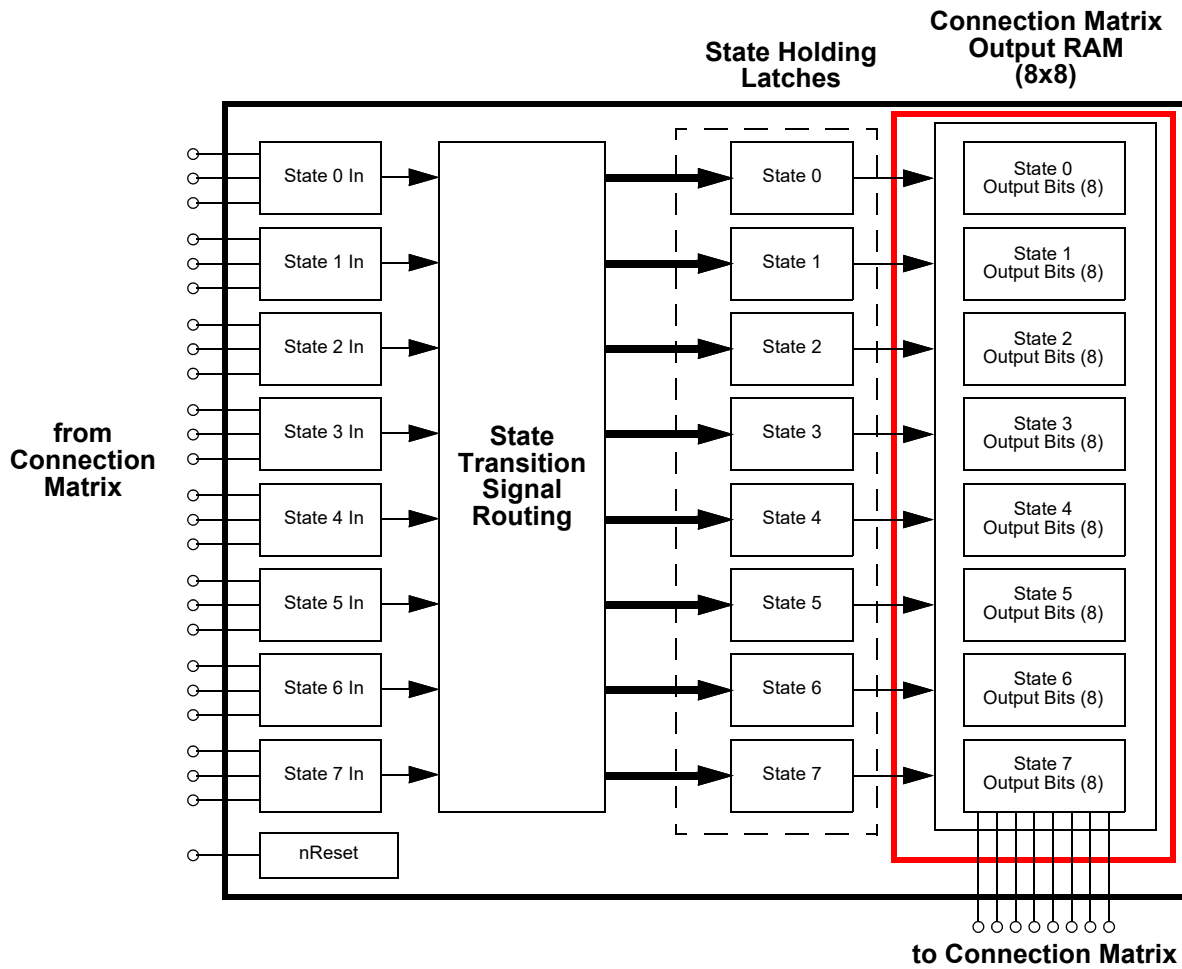 Connection Matrix
Output RAM
(8x8)
State Holding
Latches
from
Connection
Matrix
State 0 In
State 1 In
State 2 In
State 3 In
State 4 In
State 5 In
State 6 In
State 7 In
nReset
State
Transition
Signal
Routing
State 0
State 1
State 2
State 3
State 4
State 5
State 6
State 7
State 0
Output Bits (8)
State 1
Output Bits (8)
State 2
Output Bits (8)
State 3
Output Bits (8)
State 4
Output Bits (8)
State 5
Output Bits (8)
State 6
Output Bits (8)
State 7
Output Bits (8)
to Connection Matrix